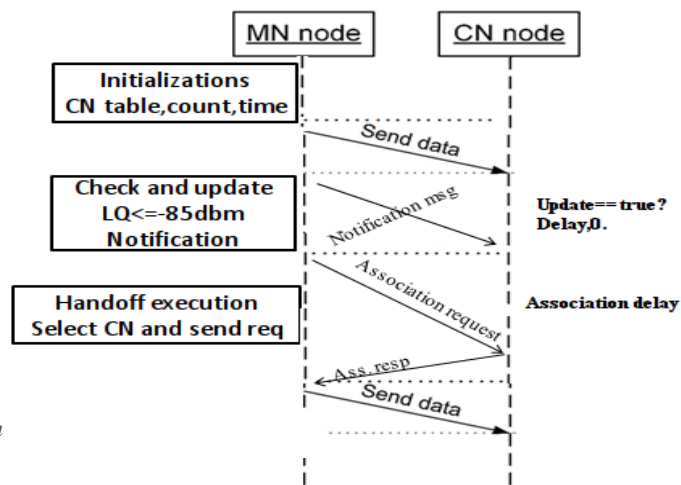 MN node
CN node
Initializations
CN table,count,time
Send data
Check and update
LQ<=-85dbm
Notification
Notification msg
Update==true?
Delay,0.
Association request
Handoff execution
Select CN and send req
Association delay
Ass. resp
Send data